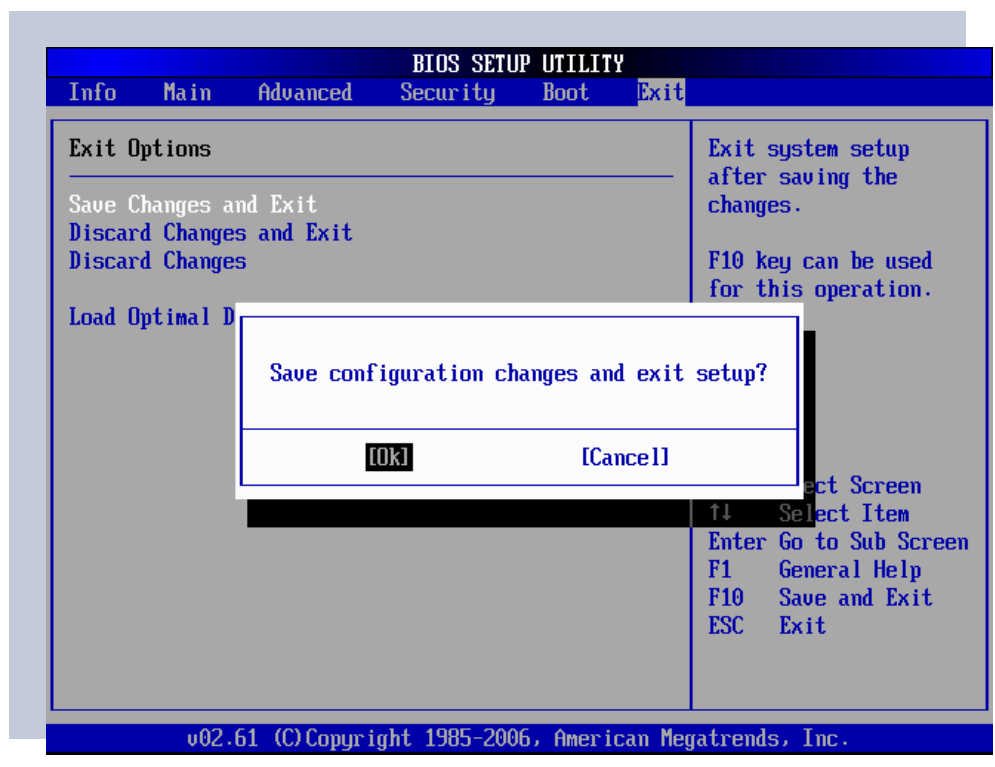 BIOS SETUP UTILITY
Info Main Advanced Security Boot Exit
Exit Options
Save Changes and Exit
Discard Changes and Exit
Discard Changes
Load Optimal D
Exit system setup
after saving the
changes.
F10 key can be used
for this operation.
Save configuration changes and exit setup?
[Ok] [Cancel]
ect Screen
↑↓ Select Item
Enter Go to Sub Screen
F1 General Help
F10 Save and Exit
ESC Exit
v02.61 (C)Copyright 1985-2006, American Megatrends, Inc.